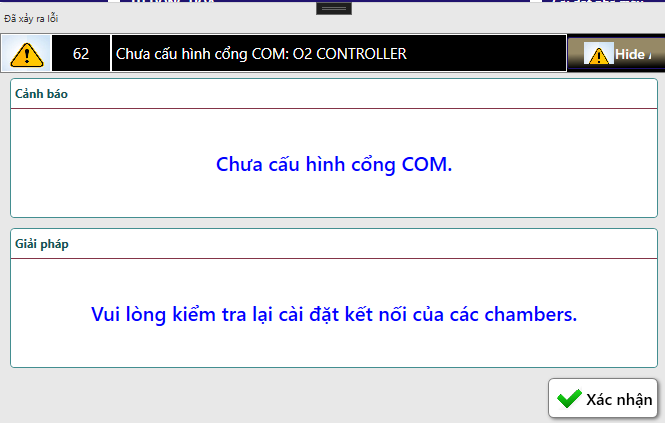 Đã xảy ra lỗi
62
Chưa cấu hình cổng COM: O2 CONTROLLER
Hide
Cảnh báo
Chưa cấu hình cổng COM.
Giải pháp
Vui lòng kiểm tra lại cài đặt kết nối của các chambers.
Xác nhận